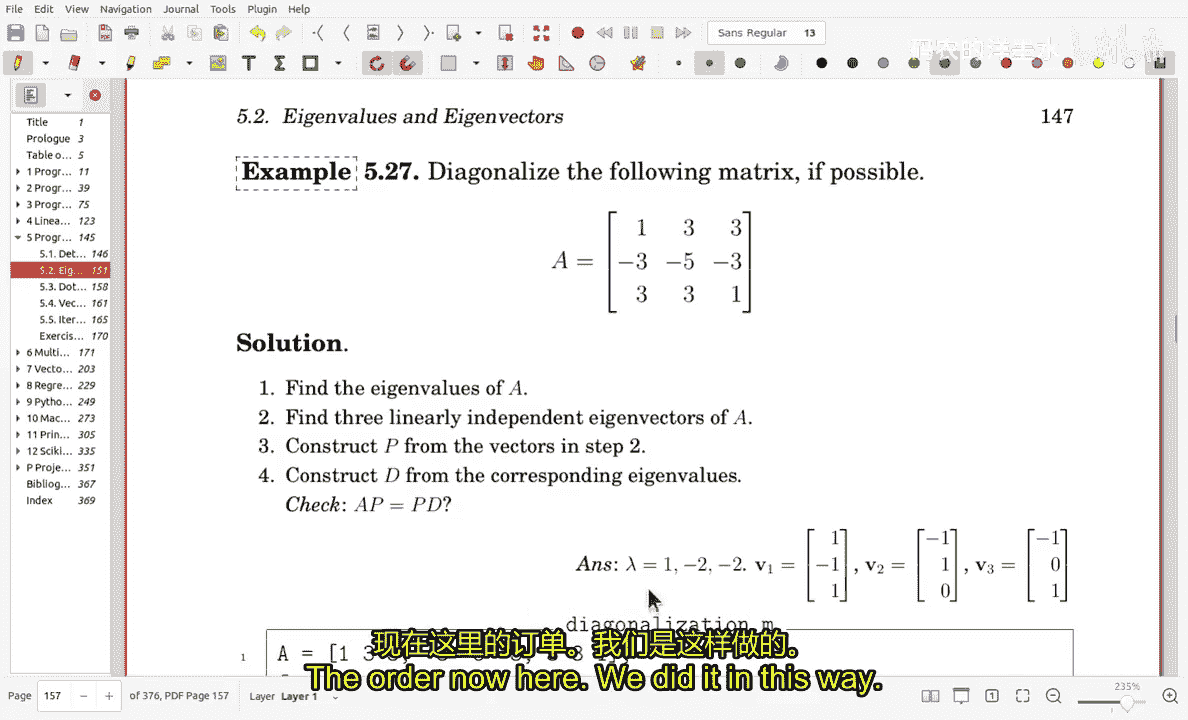 File Edit View Navigation Journal Tools Plugin Help
Sans Regular 13
Title 1
Prologue 3
Table o... 5
1 Progr... 11
2 Progr... 39
3 Progr... 75
4 Linea... 123
5 Progr... 145
5.1. Det... 146
5.2. Eig... 151
5.3. Dot... 158
5.4. Vec... 161
5.5. Iter... 165
Exercis... 170
6 Multi... 171
7 Vecto... 203
8 Regre... 229
9 Pytho... 249
10 Mac... 273
11 Prin... 305
12 Sciki... 335
P Proje... 351
Bibliog... 367
Index 369
5.2. Eigenvalues and Eigenvectors 147
Example 5.27. Diagonalize the following matrix, if possible.
1 3 3
A = −3 −5 −3
3 3 1
Solution.
1. Find the eigenvalues of A.
2. Find three linearly independent eigenvectors of A.
3. Construct P from the vectors in step 2.
4. Construct D from the corresponding eigenvalues.
Check: AP = PD?
1 −1 −1
Ans: λ = 1, −2, −2. v₁ = −1 , v₂ = 1 , v₃ = 0
1 0 1
diagonalization.m
1 A = [1 3
现在这里的订单。我们是这样做的。
The order now here. We did it in this way.
Page 157 of 376, PDF Page 157 Layer Layer 1 235%